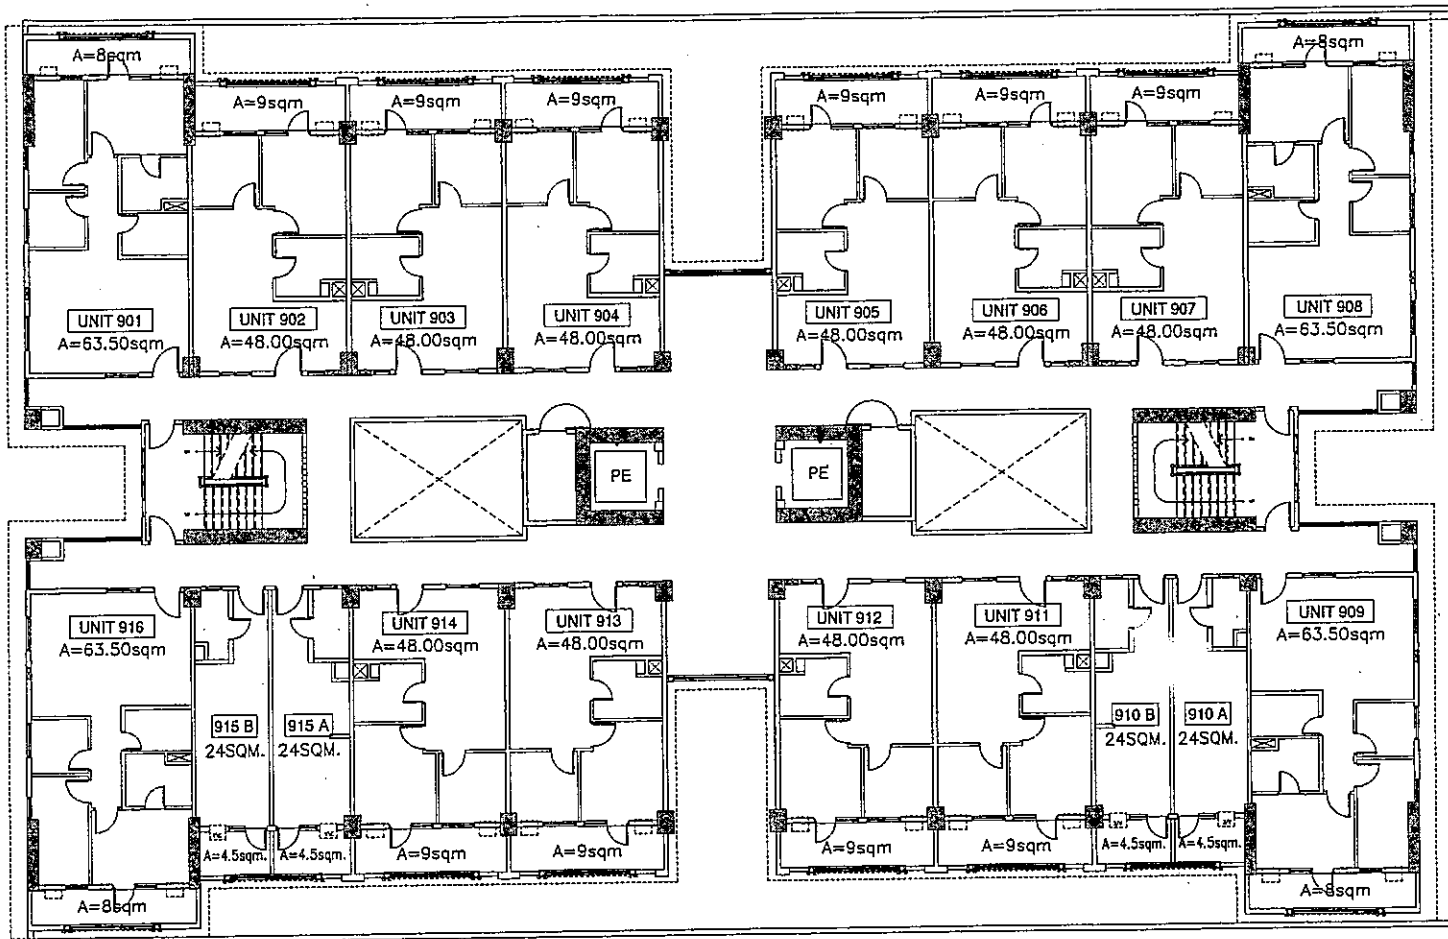 A=8sqm
A=8sqm
A=9sqm
A=9sqm
A=9sqm
A=9sqm
A=9sqm
A=9sqm
UNIT 901
A=63.50sqm
UNIT 902
A=48.00sqm
UNIT 903
A=48.00sqm
UNIT 904
A=48.00sqm
UNIT 905
A=48.00sqm
UNIT 906
A=48.00sqm
UNIT 907
A=48.00sqm
UNIT 908
A=63.50sqm
PE
PE
UNIT 916
A=63.50sqm
915 B
24SQM.
915 A
24SQM.
UNIT 914
A=48.00sqm
UNIT 913
A=48.00sqm
UNIT 912
A=48.00sqm
UNIT 911
A=48.00sqm
910 B
24SQM.
910 A
24SQM.
UNIT 909
A=63.50sqm
A=4.5sqm.
A=4.5sqm.
A=9sqm
A=9sqm
A=9sqm
A=9sqm
A=4.5sqm.
A=4.5sqm.
A=8sqm
A=8sqm